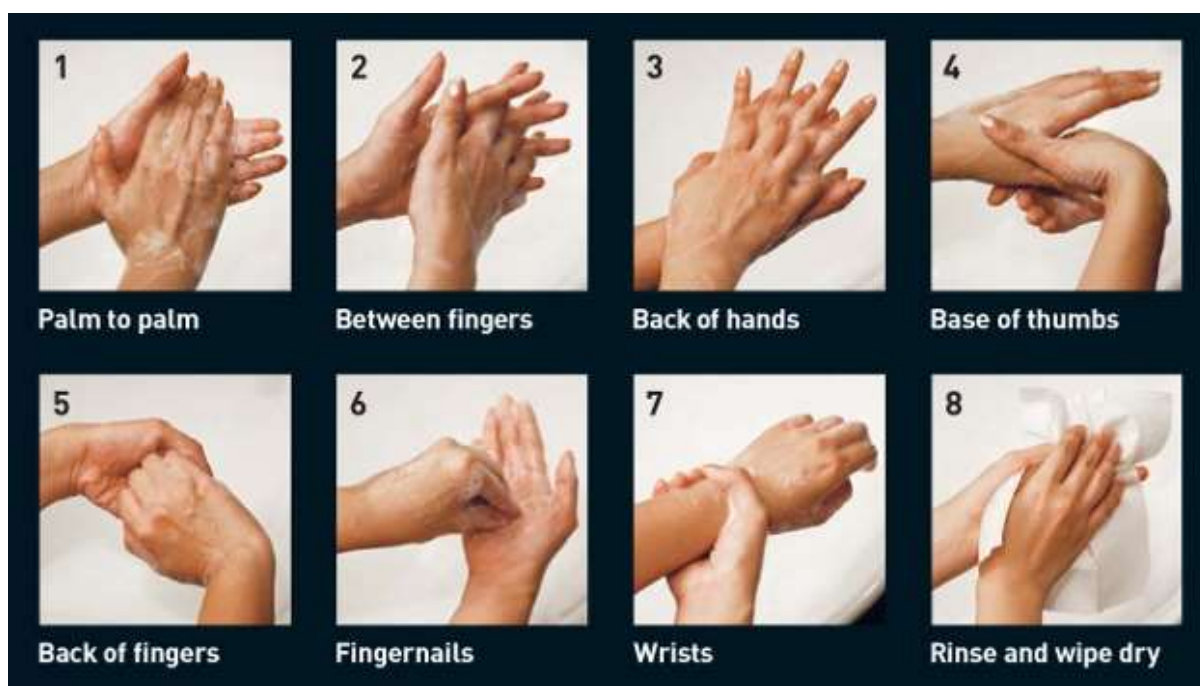 1
Palm to palm
2
Between fingers
3
Back of hands
4
Base of thumbs
5
Back of fingers
6
Fingernails
7
Wrists
8
Rinse and wipe dry